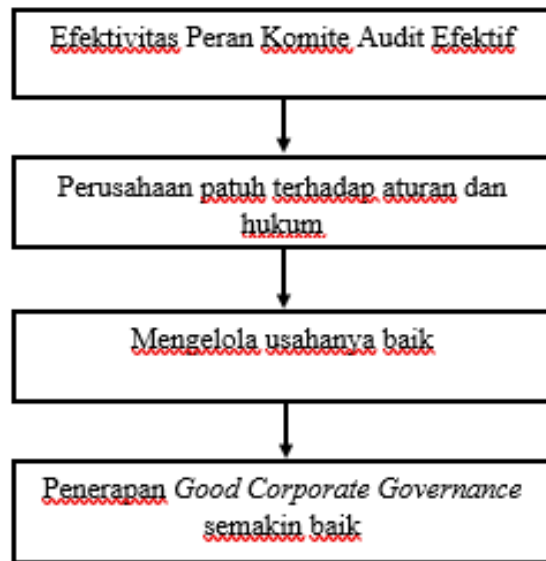 Efektivitas Peran Komite Audit Efektif
Perusahaan patuh terhadap aturan dan
hukum
Mengelola usahanya baik
Penerapan Good Corporate Governance
semakin baik